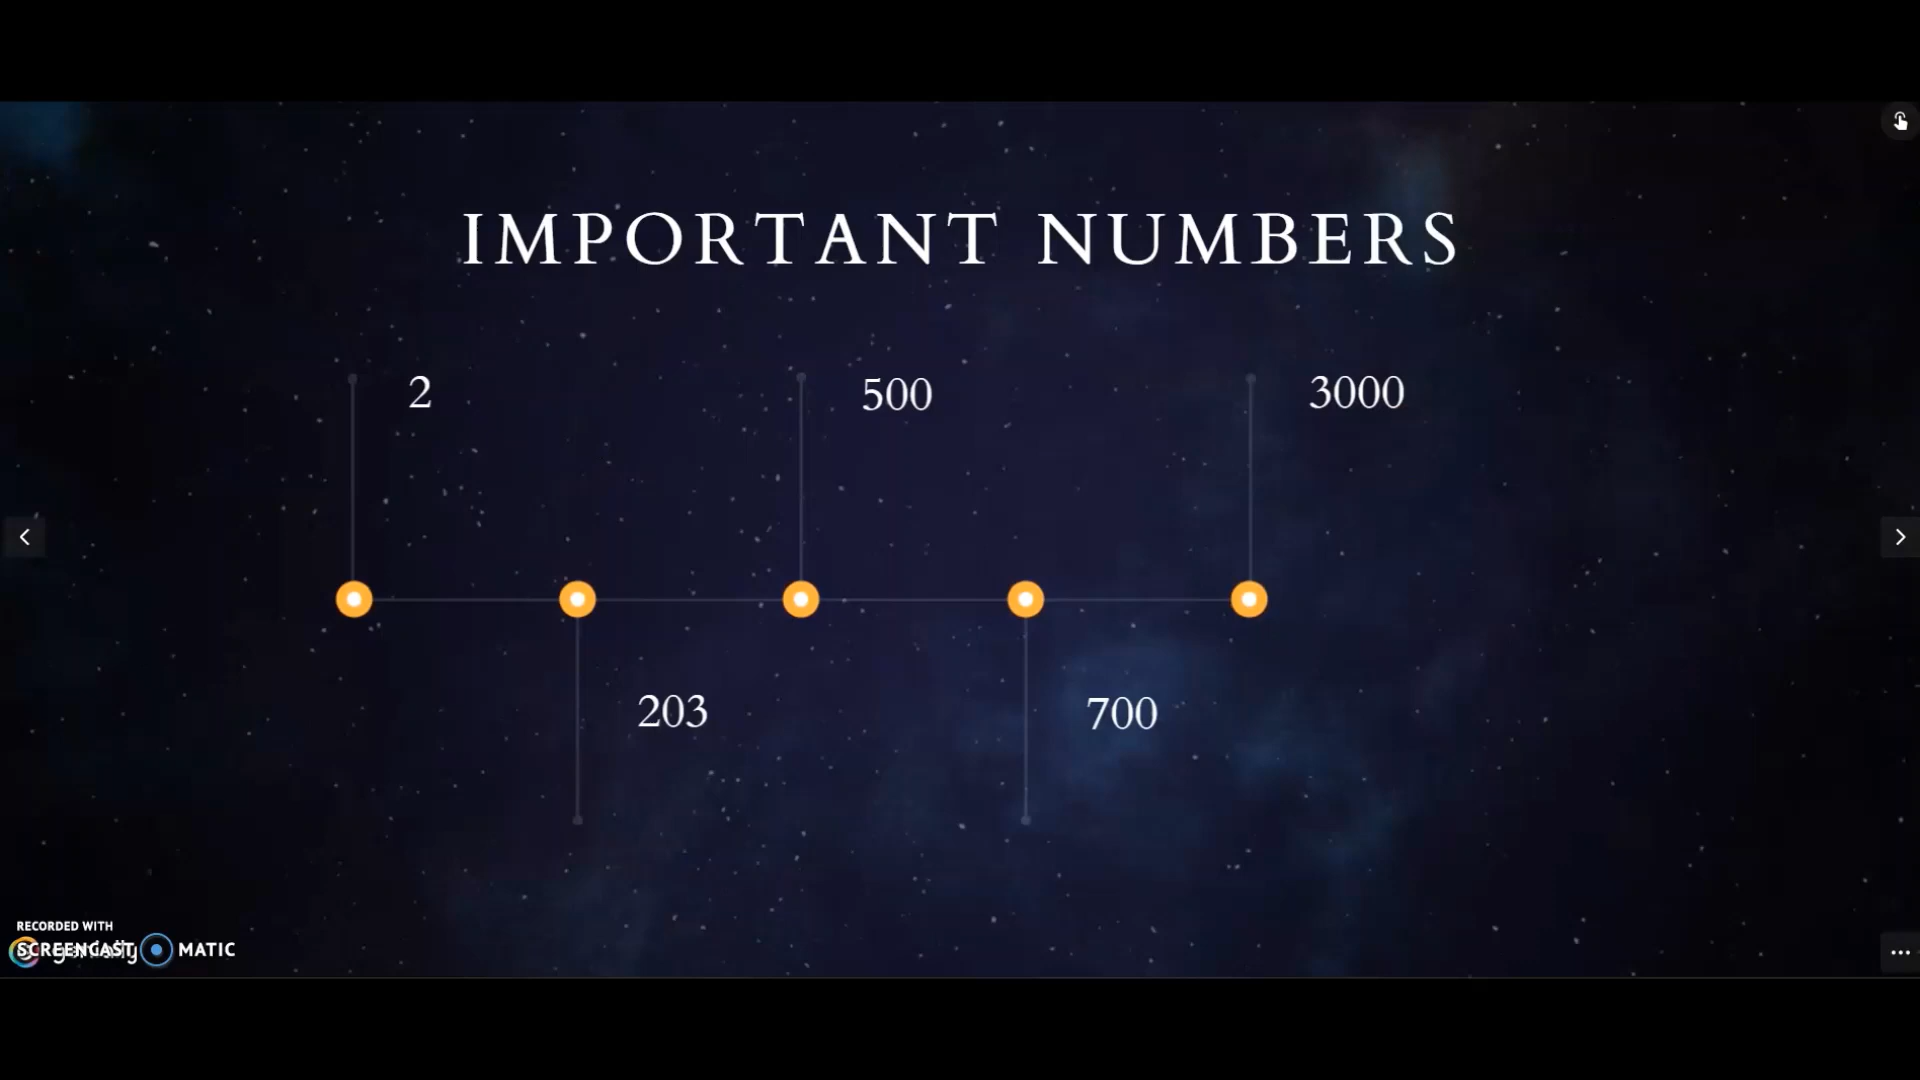 IMPORTANT NUMBERS
2
500
3000
203
700
RECORDED WITH
SCREENCAST MATIC